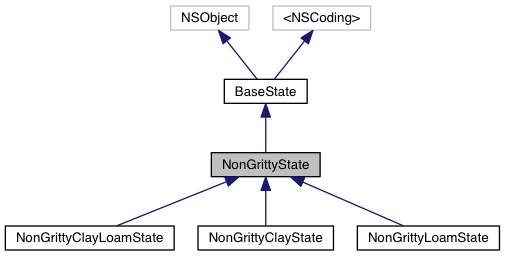 NSObject
<NSCoding>
BaseState
NonGrittyState
NonGrittyClayLoamState
NonGrittyClayState
NonGrittyLoamState